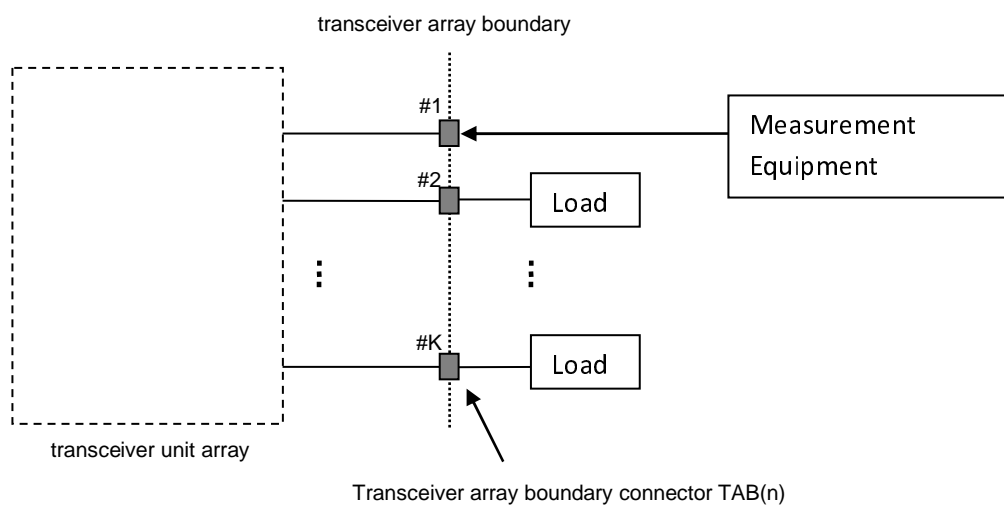 transceiver array boundary
#1
Measurement
Equipment
#2
Load
#K
Load
transceiver unit array
Transceiver array boundary connector TAB(n)